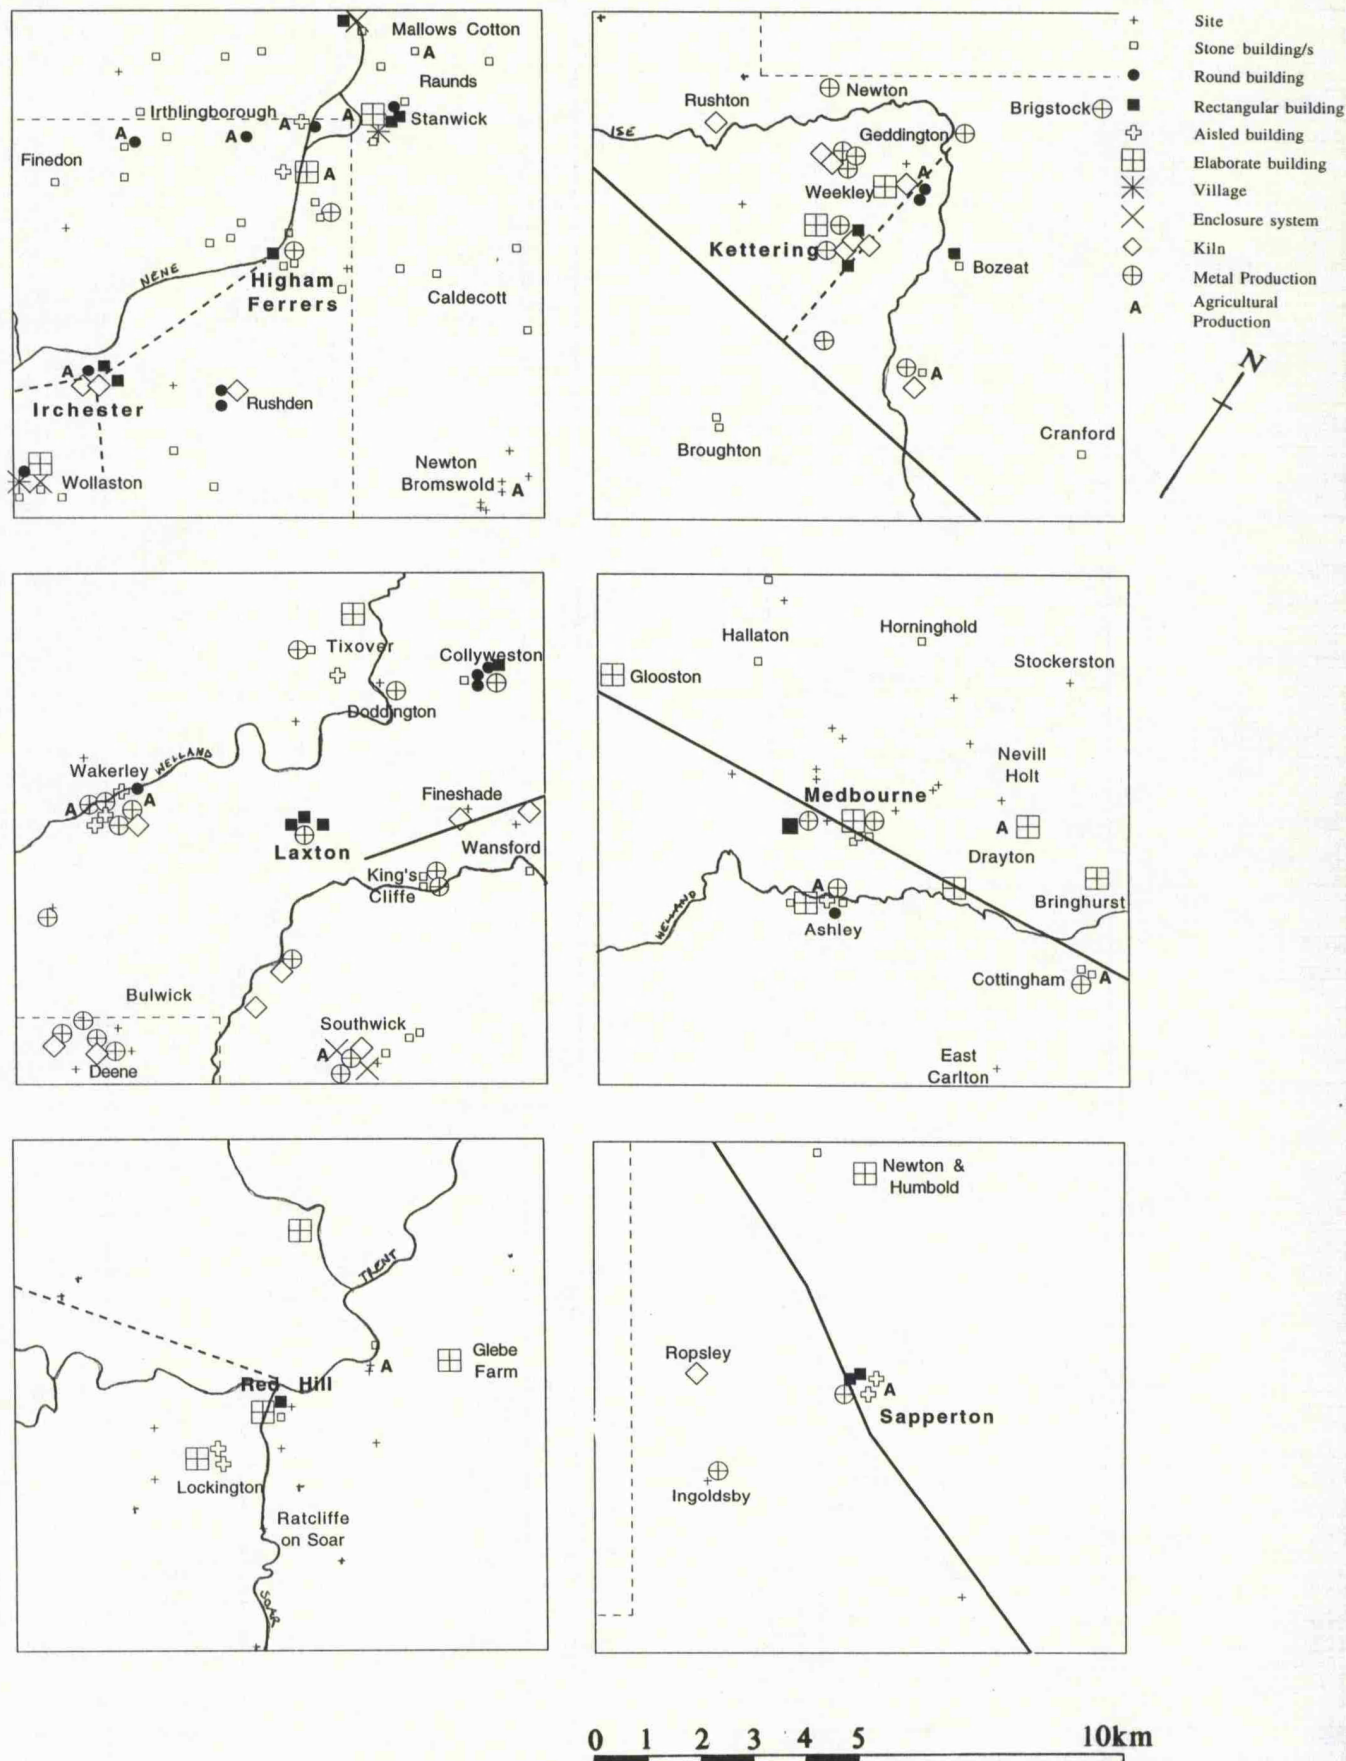 Mallows Cotton
A
Raunds
Irthlingborough
A
A
A
A
Stanwick
Finedon
A
NENE
Higham
Ferrers
Caldecott
A
Irchester
Rushden
Wollaston
Newton
Bromswold
A
Rushton
Newton
Brigstock
ISE
Geddington
A
Weekley
Kettering
Bozeat
A
Broughton
Cranford
Site
Stone building/s
Round building
Rectangular building
Aisled building
Elaborate building
Village
Enclosure system
Kiln
Metal Production
A
Agricultural
Production
N
Tixover
Collyweston
Doddington
WELLAND
Wakerley
A
A
Fineshade
Laxton
Wansford
King's
Cliffe
Bulwick
Southwick
A
Deene
Hallaton
Horninghold
Stockerston
Glooston
Nevill
Holt
Medbourne
A
Drayton
A
Bringhurst
WELLAND
Ashley
Cottingham
A
East
Carlton
TRENT
Glebe
Farm
A
Red Hill
Lockington
Ratcliffe
on Soar
SOAR
Newton &
Humbold
Ropsley
A
Sapperton
Ingoldsby
0 1 2 3 4 5 10km